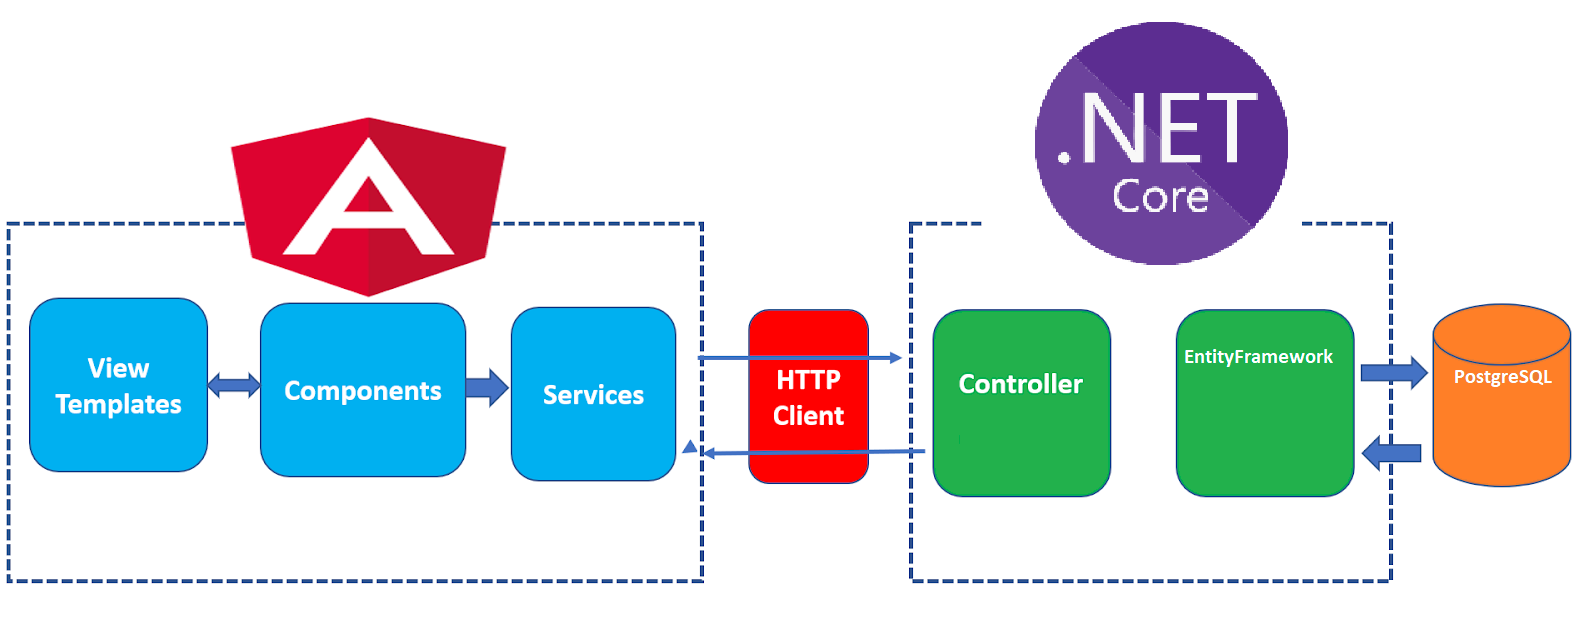 .NET
Core
View
Templates
Components
Services
HTTP
Client
Controller
EntityFramework
PostgreSQL